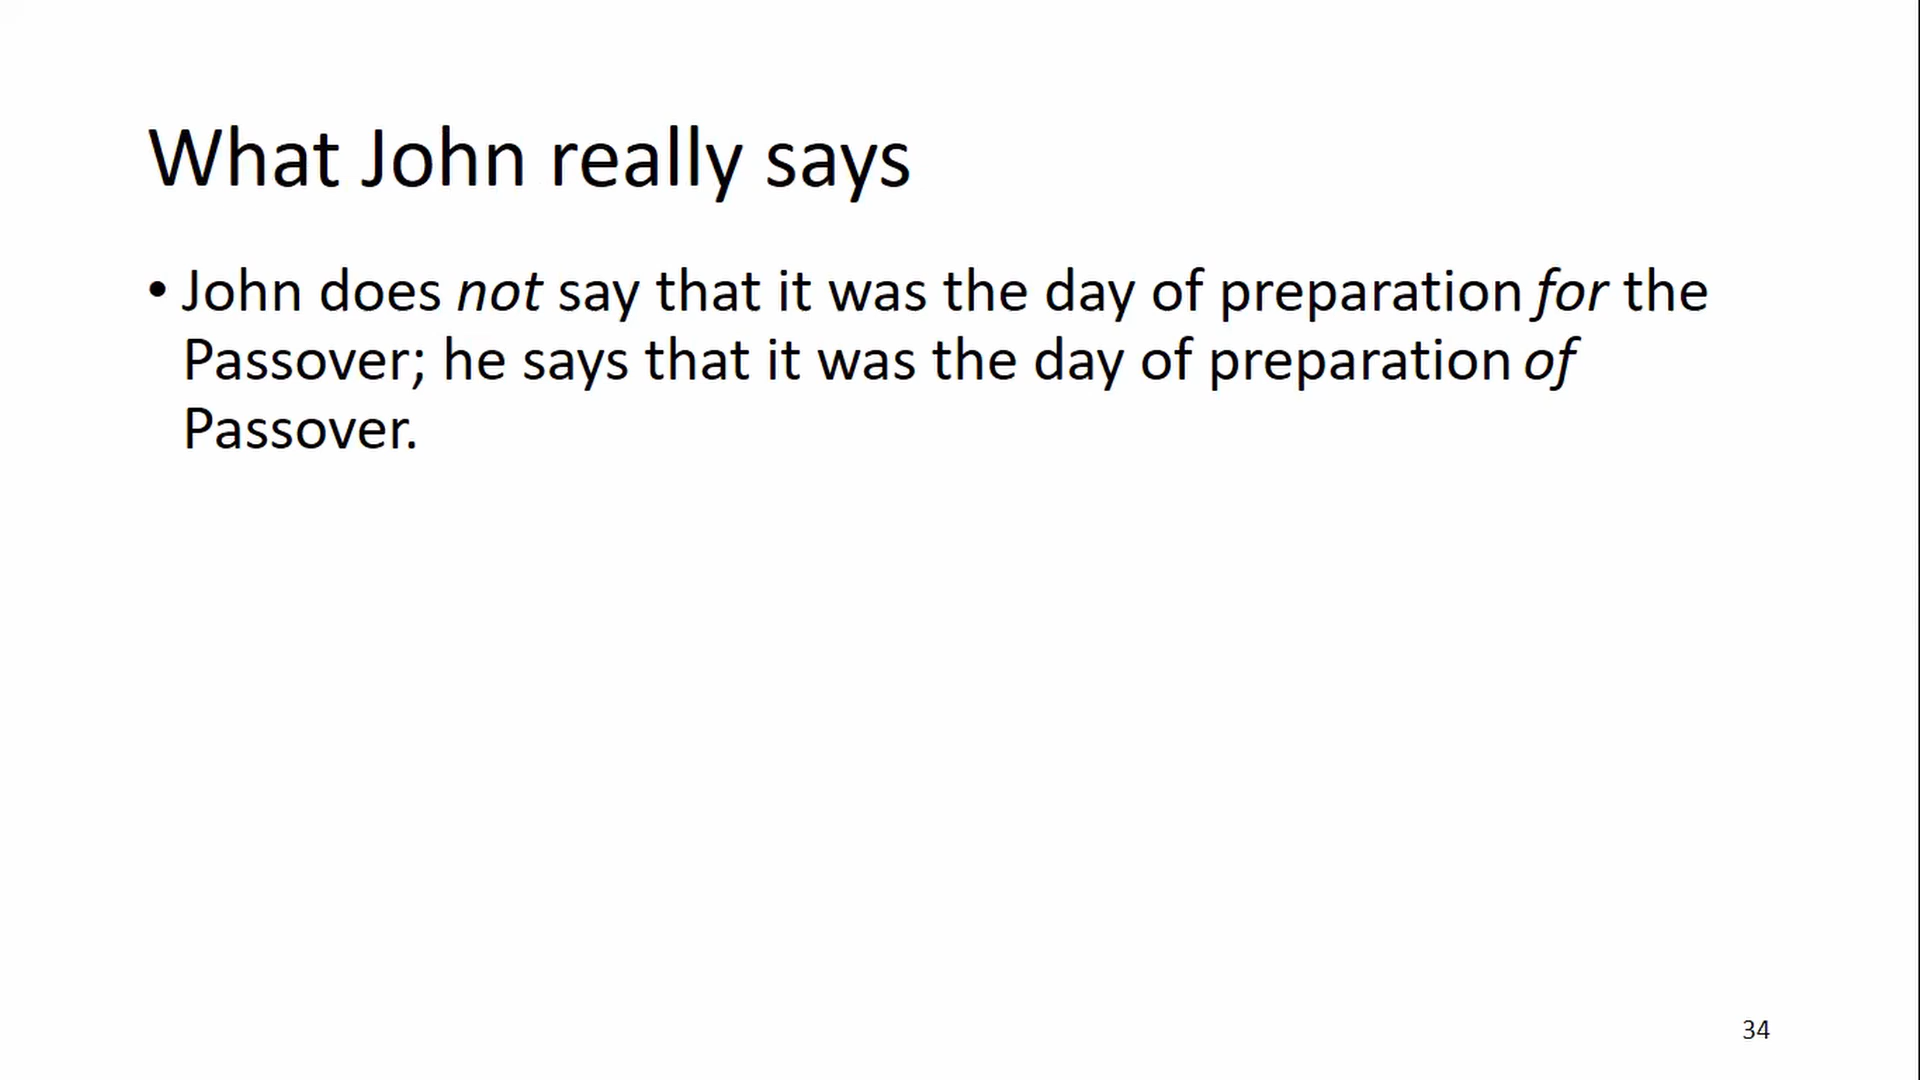 What John really says
• John does not say that it was the day of preparation for the
Passover; he says that it was the day of preparation of
Passover.
34